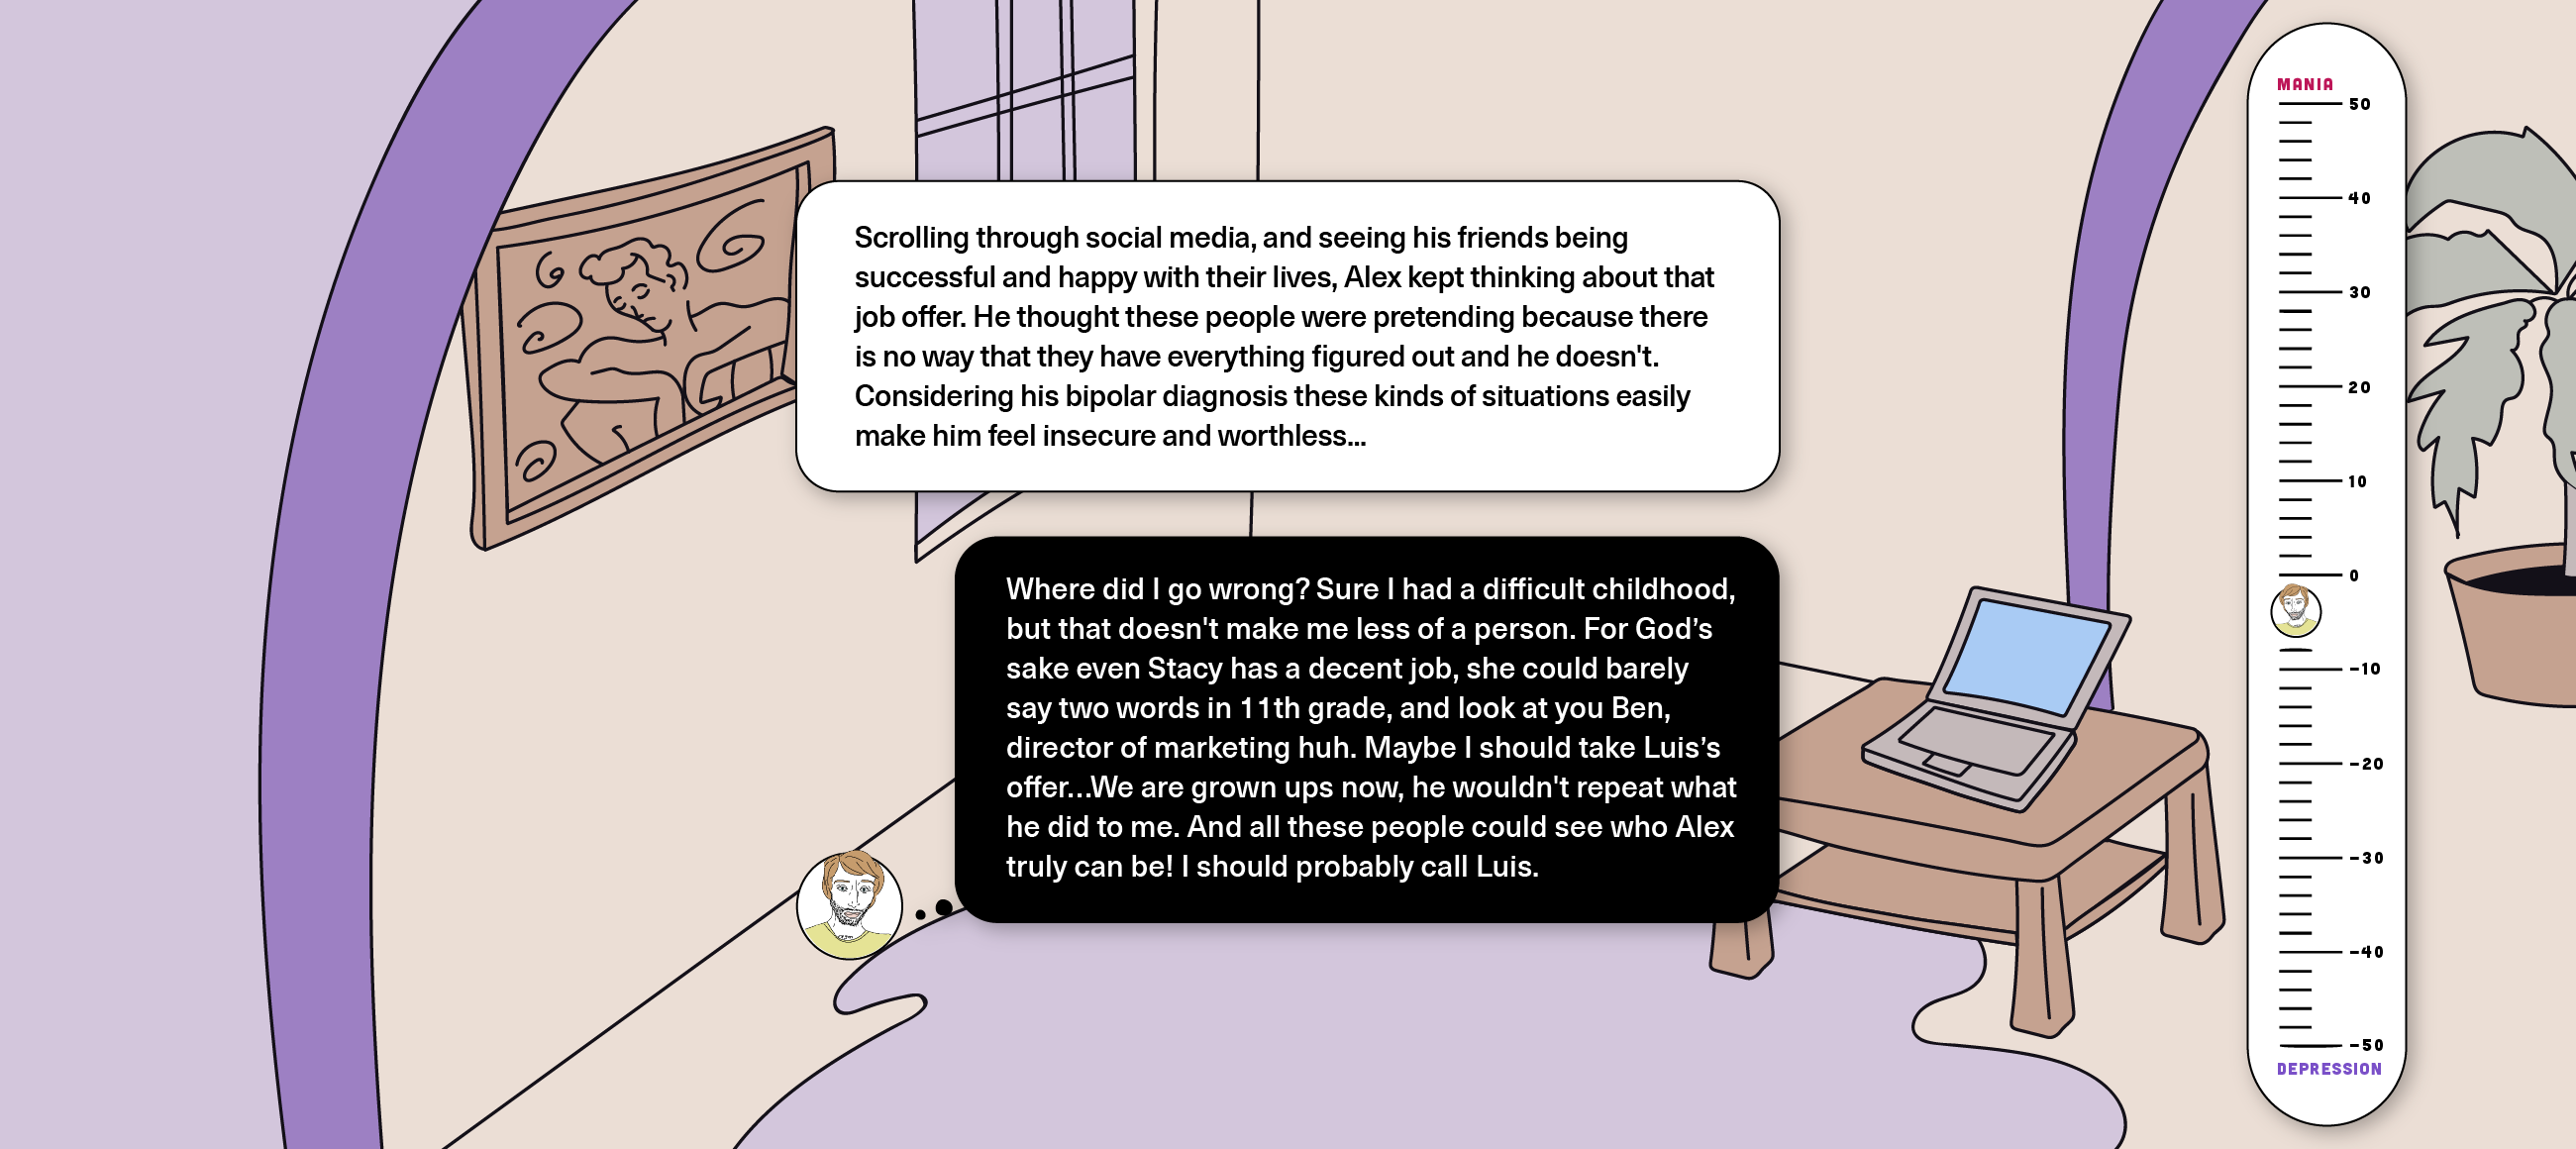 Scrolling through social media, and seeing his friends being
successful and happy with their lives, Alex kept thinking about that
job offer. He thought these people were pretending because there
is no way that they have everything figured out and he doesn't.
Considering his bipolar diagnosis these kinds of situations easily
make him feel insecure and worthless...
Where did I go wrong? Sure I had a difficult childhood,
but that doesn't make me less of a person. For God’s
sake even Stacy has a decent job, she could barely
say two words in 11th grade, and look at you Ben,
director of marketing huh. Maybe I should take Luis’s
offer...We are grown ups now, he wouldn't repeat what
he did to me. And all these people could see who Alex
truly can be! I should probably call Luis.
MANIA
50
40
30
20
10
0
-10
-20
-30
-40
-50
DEPRESSION